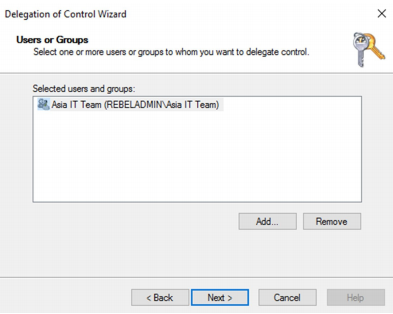 Delegation of Control Wizard
Users or Groups
Select one or more users or groups to whom you want to delegate control.
Selected users and groups:
Asia IT Team (REBELADMIN\Asia IT Team)
Add...
Remove
< Back
Next >
Cancel
Help